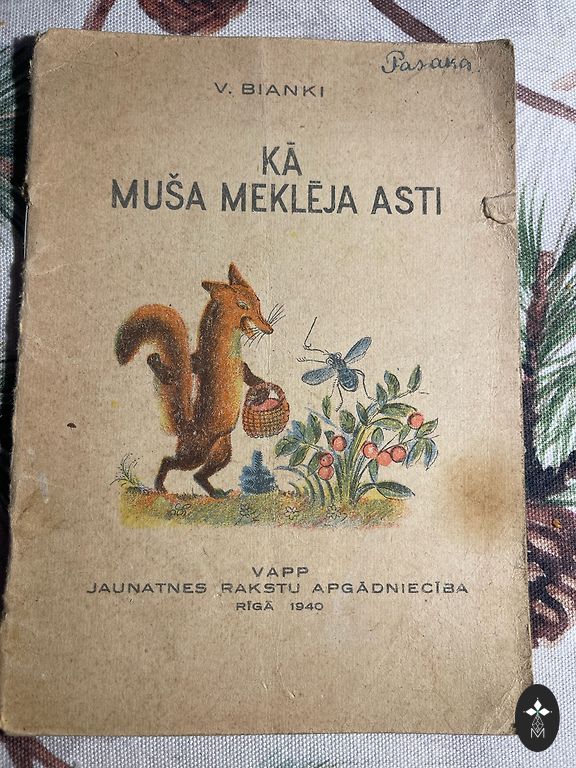 Pasaka.
V. BIANKI
KĀ
MUŠA MEKLĒJA ASTI
VAPP
JAUNATNES RAKSTU APGĀDNIECĪBA
RĪGĀ 1940
M